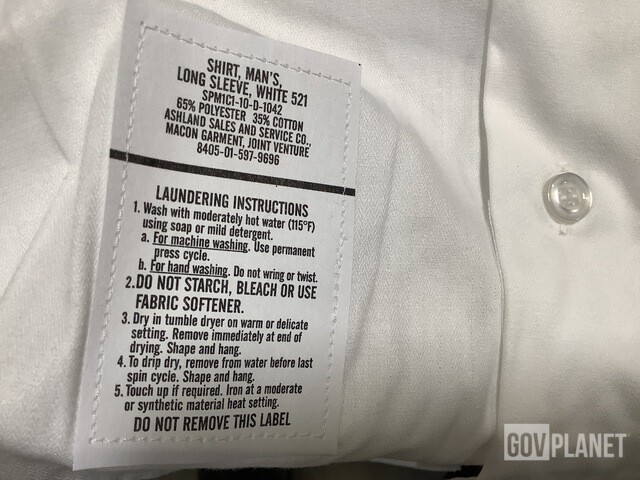 SHIRT, MAN'S,
LONG SLEEVE, WHITE 521
SPM1C1-10-D-1042
65% POLYESTER 35% COTTON
ASHLAND SALES AND SERVICE CO.,
MACON GARMENT, JOINT VENTURE
8405-01-597-9696
LAUNDERING INSTRUCTIONS
1. Wash with moderately hot water (115°F)
using soap or mild detergent.
a. For machine washing. Use permanent
press cycle.
b. For hand washing. Do not wring or twist.
2. DO NOT STARCH, BLEACH OR USE
FABRIC SOFTENER.
3. Dry in tumble dryer on warm or delicate
setting. Remove immediately at end of
drying. Shape and hang.
4. To drip dry, remove from water before last
spin cycle. Shape and hang.
5. Touch up if required. Iron at a moderate
or synthetic material heat setting.
DO NOT REMOVE THIS LABEL
GOVPLANET